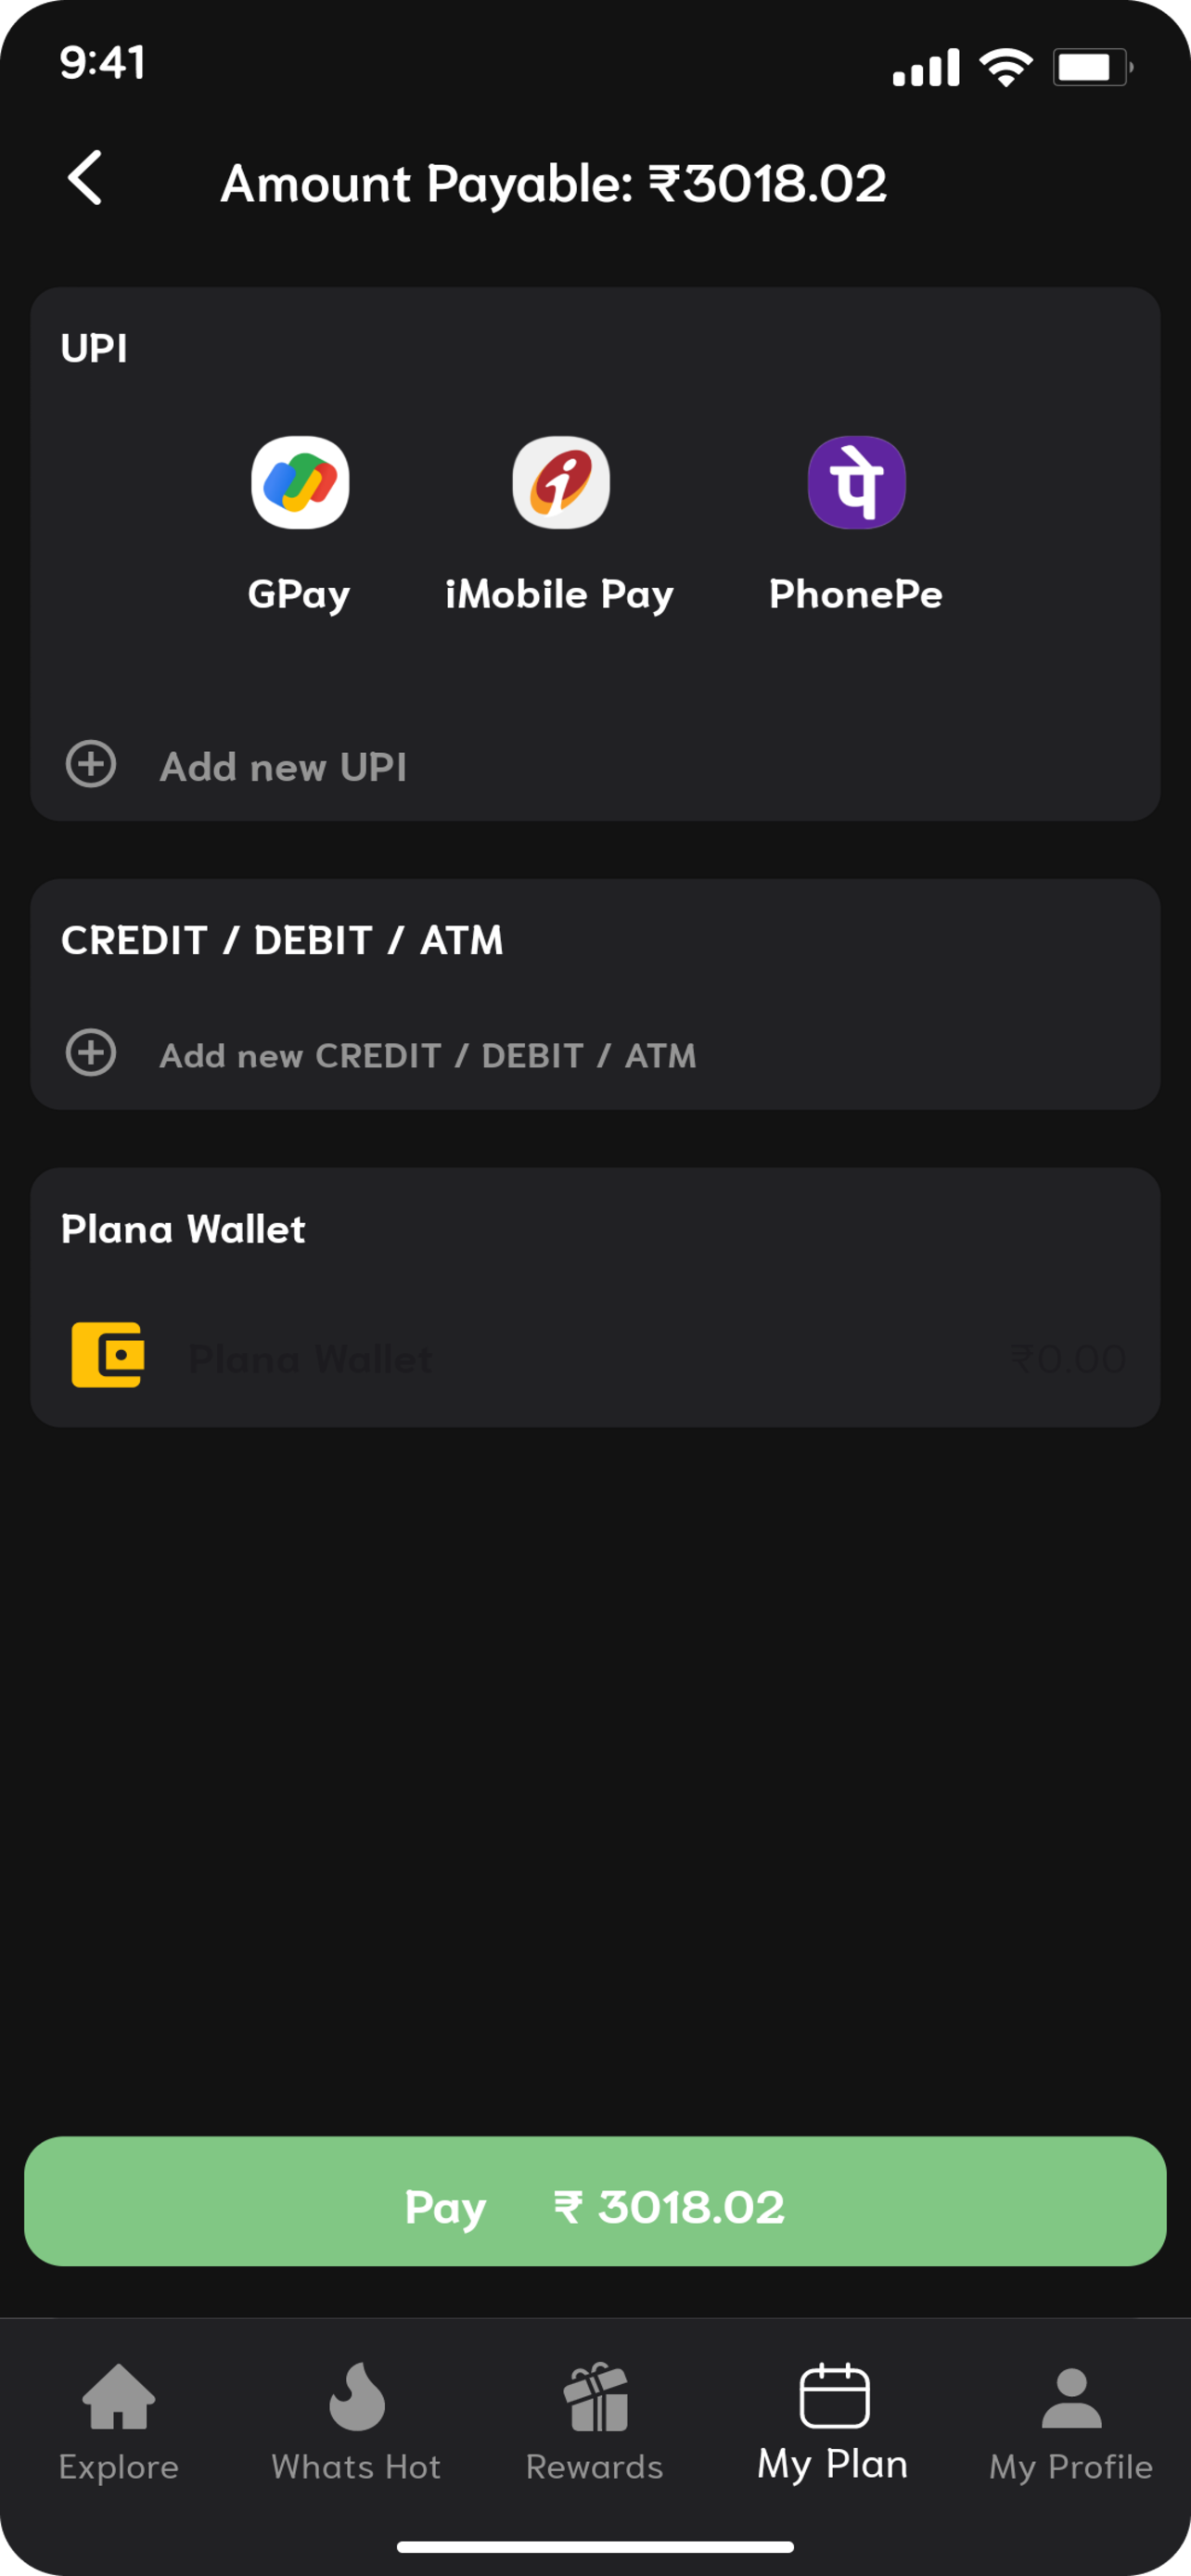 9:41
Amount Payable: ₹3018.02
UPI
पे
GPay iMobile Pay PhonePe
Add new UPI
CREDIT / DEBIT / ATM
Add new CREDIT / DEBIT / ATM
Plana Wallet
Plana Wallet ₹0.00
Pay ₹ 3018.02
Explore Whats Hot Rewards My Plan My Profile